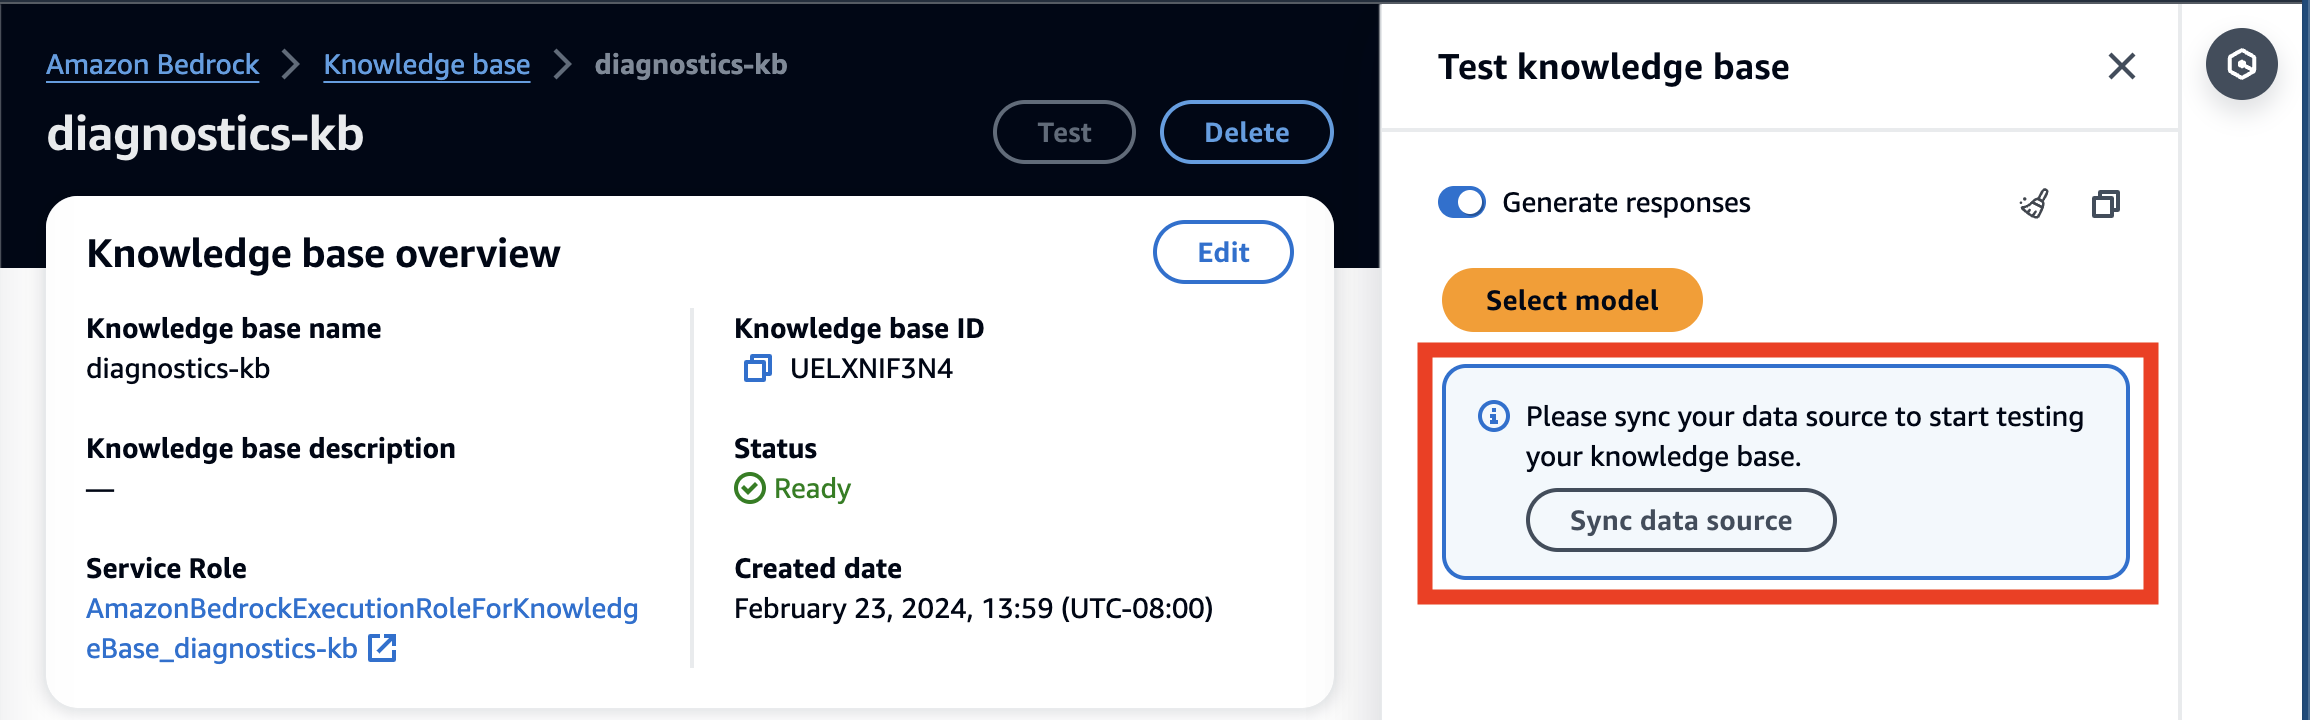 Amazon Bedrock > Knowledge base > diagnostics-kb
diagnostics-kb
Test
Delete
Knowledge base overview
Edit
Knowledge base name
diagnostics-kb
Knowledge base description
—
Service Role
AmazonBedrockExecutionRoleForKnowledg
eBase_diagnostics-kb
Knowledge base ID
UELXNIF3N4
Status
Ready
Created date
February 23, 2024, 13:59 (UTC-08:00)
Test knowledge base
Generate responses
Select model
Please sync your data source to start testing
your knowledge base.
Sync data source